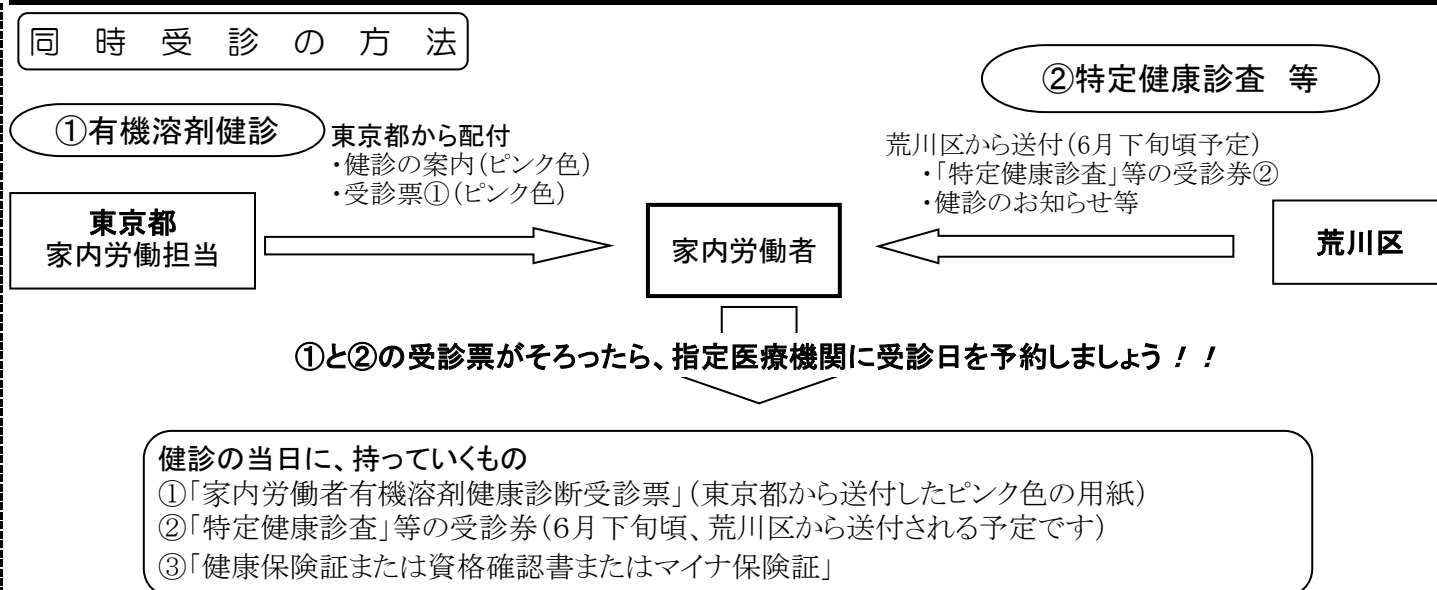 同時受診の方法
②特定健康診査 等
①有機溶剤健診
東京都から配付
・健診の案内(ピンク色)
・受診票①(ピンク色)
荒川区から送付(6月下旬頃予定)
・「特定健康診査」等の受診券②
・健診のお知らせ等
東京都
家内労働担当
家内労働者
荒川区
①と②の受診票がそろったら、指定医療機関に受診日を予約しましょう！！
健診の当日に、持っていくもの
①「家内労働者有機溶剤健康診断受診票」(東京都から送付したピンク色の用紙)
②「特定健康診査」等の受診券(6月下旬頃、荒川区から送付される予定です)
③「健康保険証または資格確認書またはマイナ保険証」